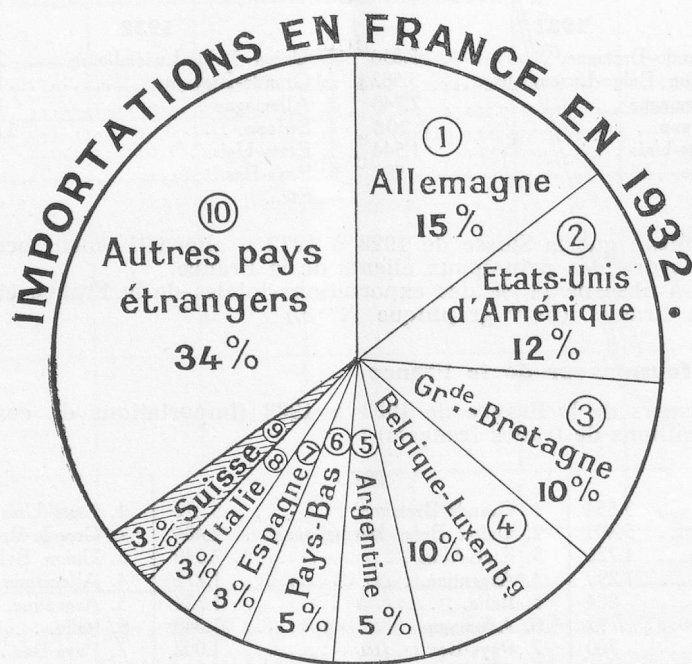 IMPORTATIONS EN FRANCE EN 1932.
1
Allemagne
15%
2
Etats-Unis
d'Amérique
12%
3
Gr.de-Bretagne
10%
4
Belgique-Luxembg
10%
5
Argentine
5%
6
Pays-Bas
5%
7
Espagne
3%
8
Italie
3%
9
Suisse
3%
10
Autres pays
étrangers
34%